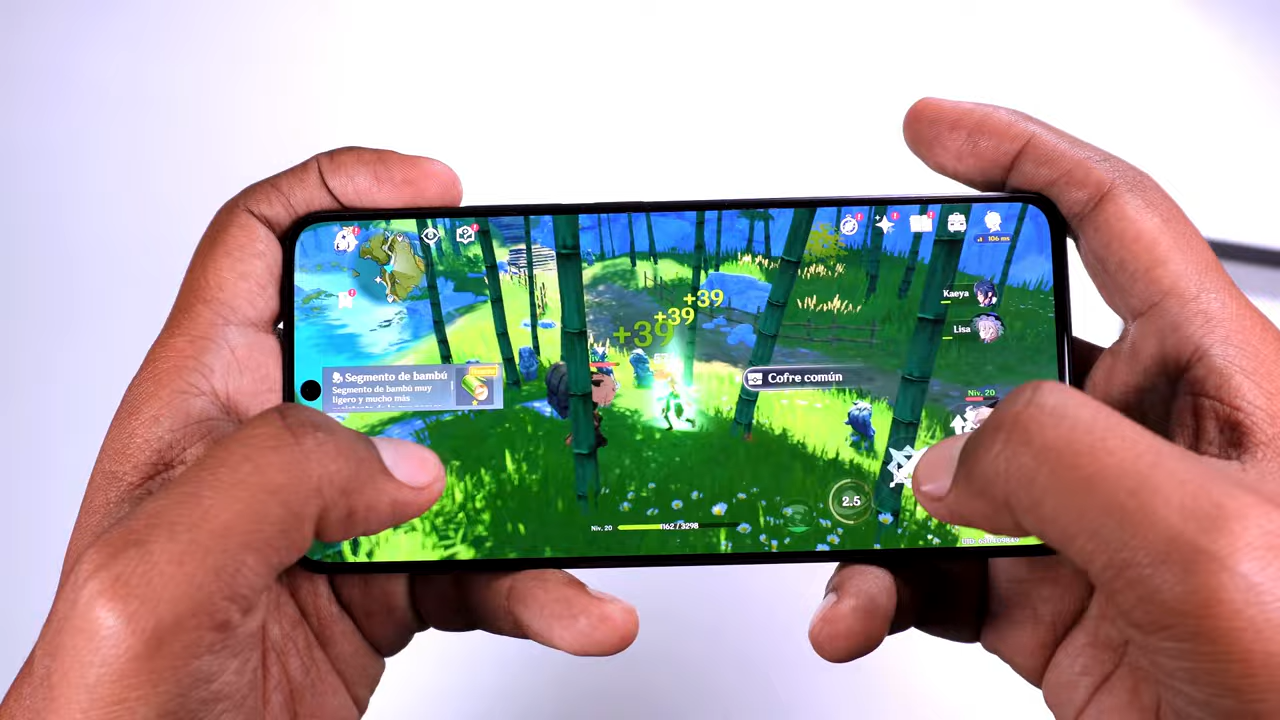 106 ms
Kaeya
+39
+39
+39
Lisa
Segmento de bambú
Segmento de bambú muy
ligero y mucho más
Cofre común
Niv. 20
2.5
Niv. 20
1162 / 3298